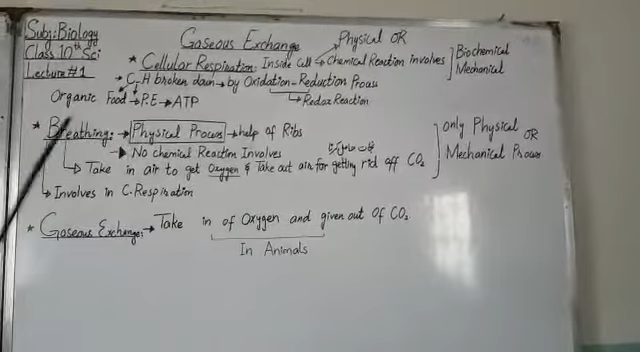 Subj: Biology
Class 10th Sci
Lecture #1
Gaseous Exchange
Physical OR
* Cellular Respiration: Inside Cell → Chemical Reaction involves
Biochemical
Mechanical
→ C-H broken down → by Oxidation-Reduction Process
→ Redox Reaction
Organic Food → P.E → ATP
* Breathing: → Physical Process → help of Ribs
→ No chemical Reaction Involves
→ Take in air to get Oxygen & Take out air for getting rid off CO₂
only Physical
OR
Mechanical Process
→ Involves in C.Respiration
* Gaseous Exchange: → Take in of Oxygen and given out of CO₂
In Animals